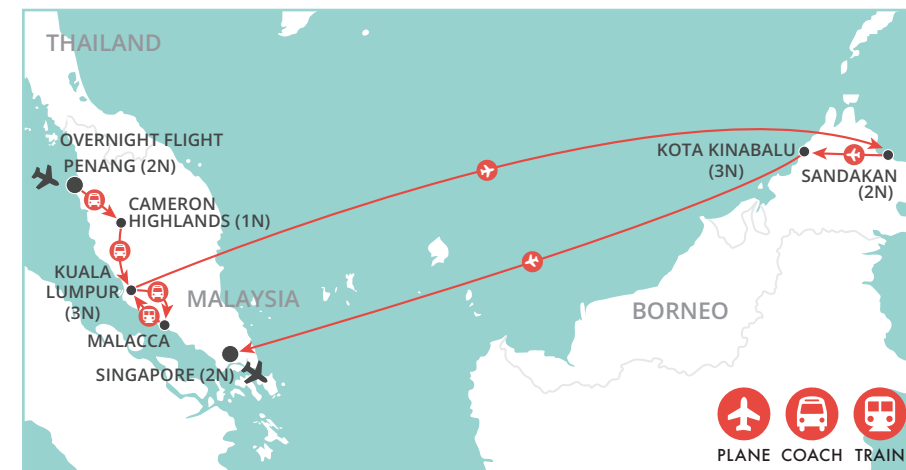 THAILAND
OVERNIGHT FLIGHT
PENANG (2N)
CAMERON
HIGHLANDS (1N)
KUALA
LUMPUR
(3N)
MALAYSIA
MALACCA
SINGAPORE (2N)
KOTA KINABALU
(3N)
SANDAKAN
(2N)
BORNEO
PLANE COACH TRAIN